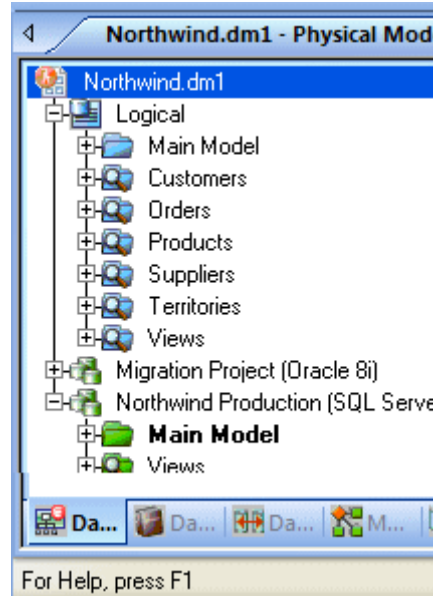 Northwind.dm1 - Physical Mod
Northwind.dm1
Logical
Main Model
Customers
Orders
Products
Suppliers
Territories
Views
Migration Project (Oracle 8i)
Northwind Production (SQL Serve
Main Model
Views
Da... Da... Da... M...
For Help, press F1